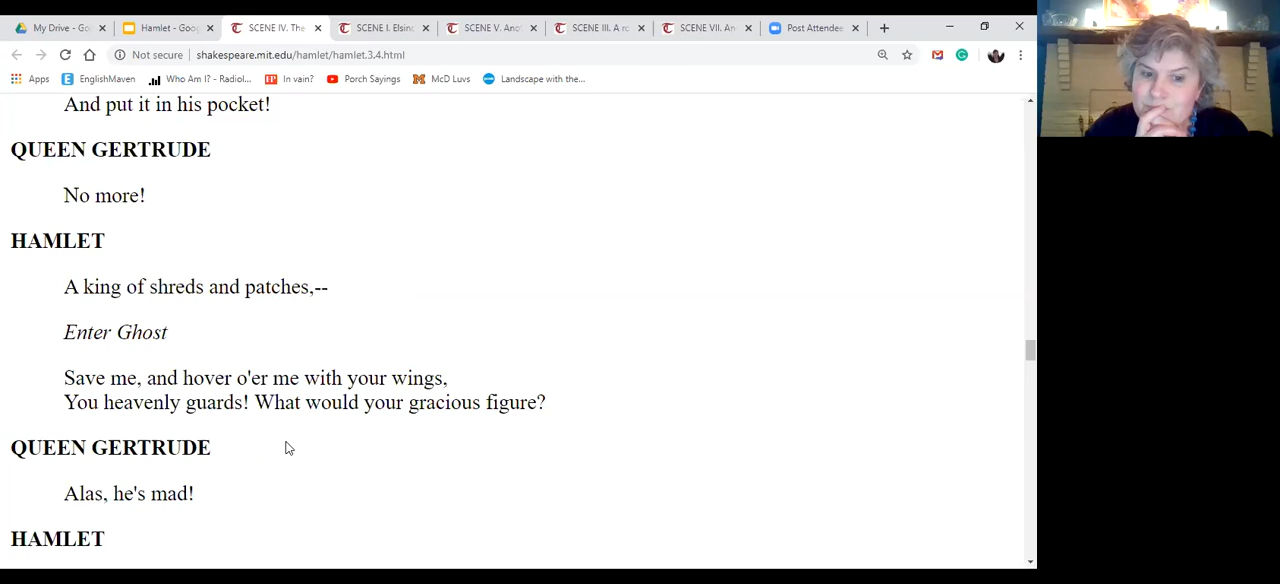 My Drive - Goo
Hamlet - Goog
SCENE IV. The
SCENE I. Elsin
SCENE V. Ano
SCENE III. A ro
SCENE VII. An
Post Attendee
Not secure | shakespeare.mit.edu/hamlet/hamlet.3.4.html
Apps
EnglishMaven
Who Am I? - Radiol...
In vain?
Porch Sayings
McD Luvs
Landscape with the...
And put it in his pocket!
QUEEN GERTRUDE
No more!
HAMLET
A king of shreds and patches,--
Enter Ghost
Save me, and hover o'er me with your wings,
You heavenly guards! What would your gracious figure?
QUEEN GERTRUDE
Alas, he's mad!
HAMLET